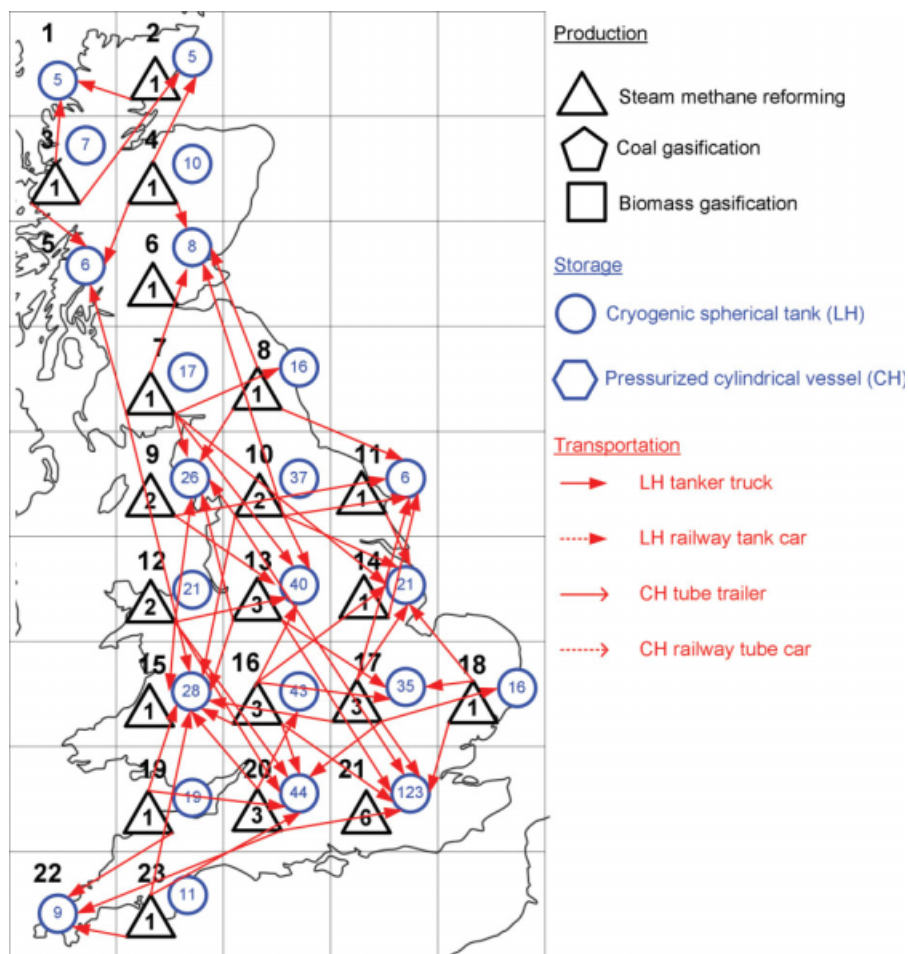 1 2
5 5
1
3 7 4 10
1 1
5 6 6 8
1
7 17 8 16
1 1
9 26 10 37 11 6
2 2 1
12 21 13 40 14 21
2 3 1
15 28 16 43 17 35 18 16
1 3 3 1
19 19 20 44 21 123
1 3 6
22 9 23 11
1
Production
Steam methane reforming
Coal gasification
Biomass gasification
Storage
Cryogenic spherical tank (LH)
Pressurized cylindrical vessel (CH)
Transportation
LH tanker truck
LH railway tank car
CH tube trailer
CH railway tube car